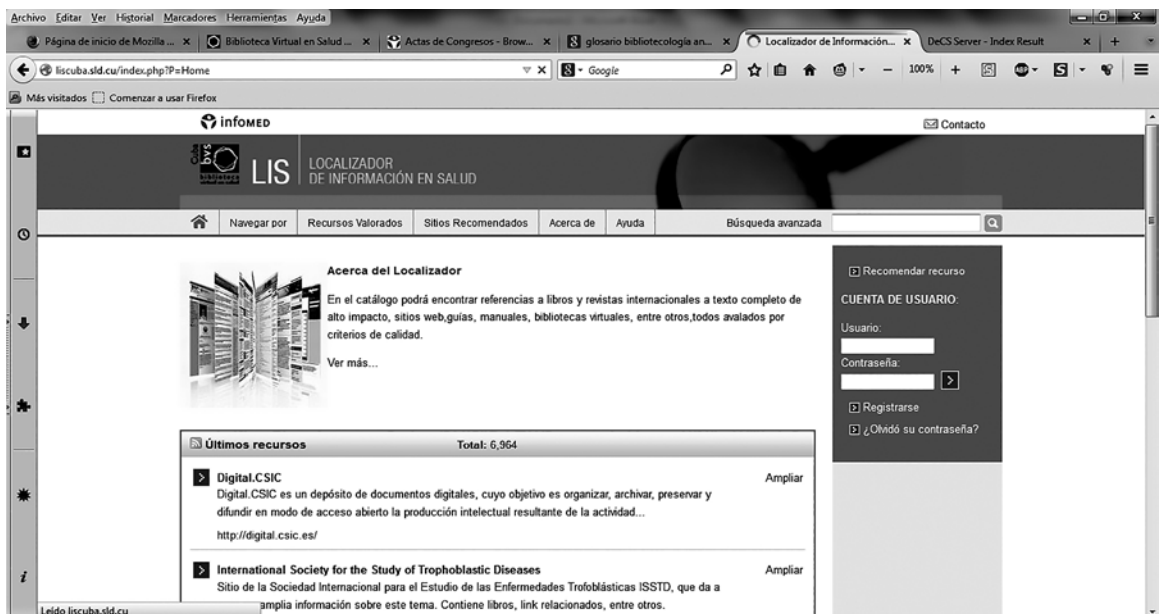 Archivo Editar Ver Historial Marcadores Herramientas Ayuda
Página de inicio de Mozilla ... x Biblioteca Virtual en Salud ... x Actas de Congresos - Brow... x glosario bibliotecología an... x Localizador de Información... x DeCS Server - Index Result x +
liscuba.sld.cu/index.php?P=Home Google 100%
Más visitados Comenzar a usar Firefox
infoMED Contacto
Cuba bvs biblioteca
LIS LOCALIZADOR
DE INFORMACIÓN EN SALUD
Navegar por Recursos Valorados Sitios Recomendados Acerca de Ayuda Búsqueda avanzada
Acerca del Localizador
En el catálogo podrá encontrar referencias a libros y revistas internacionales a texto completo de
alto impacto, sitios web,guías, manuales, bibliotecas virtuales, entre otros,todos avalados por
criterios de calidad.
Ver más...
Recomendar recurso
CUENTA DE USUARIO:
Usuario:
Contraseña:
Registrarse
¿Olvidó su contraseña?
Últimos recursos Total: 6,964
Digital.CSIC Ampliar
Digital.CSIC es un depósito de documentos digitales, cuyo objetivo es organizar, archivar, preservar y
difundir en modo de acceso abierto la producción intelectual resultante de la actividad...
http://digital.csic.es/
International Society for the Study of Trophoblastic Diseases Ampliar
Sitio de la Sociedad Internacional para el Estudio de las Enfermedades Trofoblásticas ISSTD, que da a
amplia información sobre este tema. Contiene libros, link relacionados, entre otros.
Leído liscuba.sld.cu